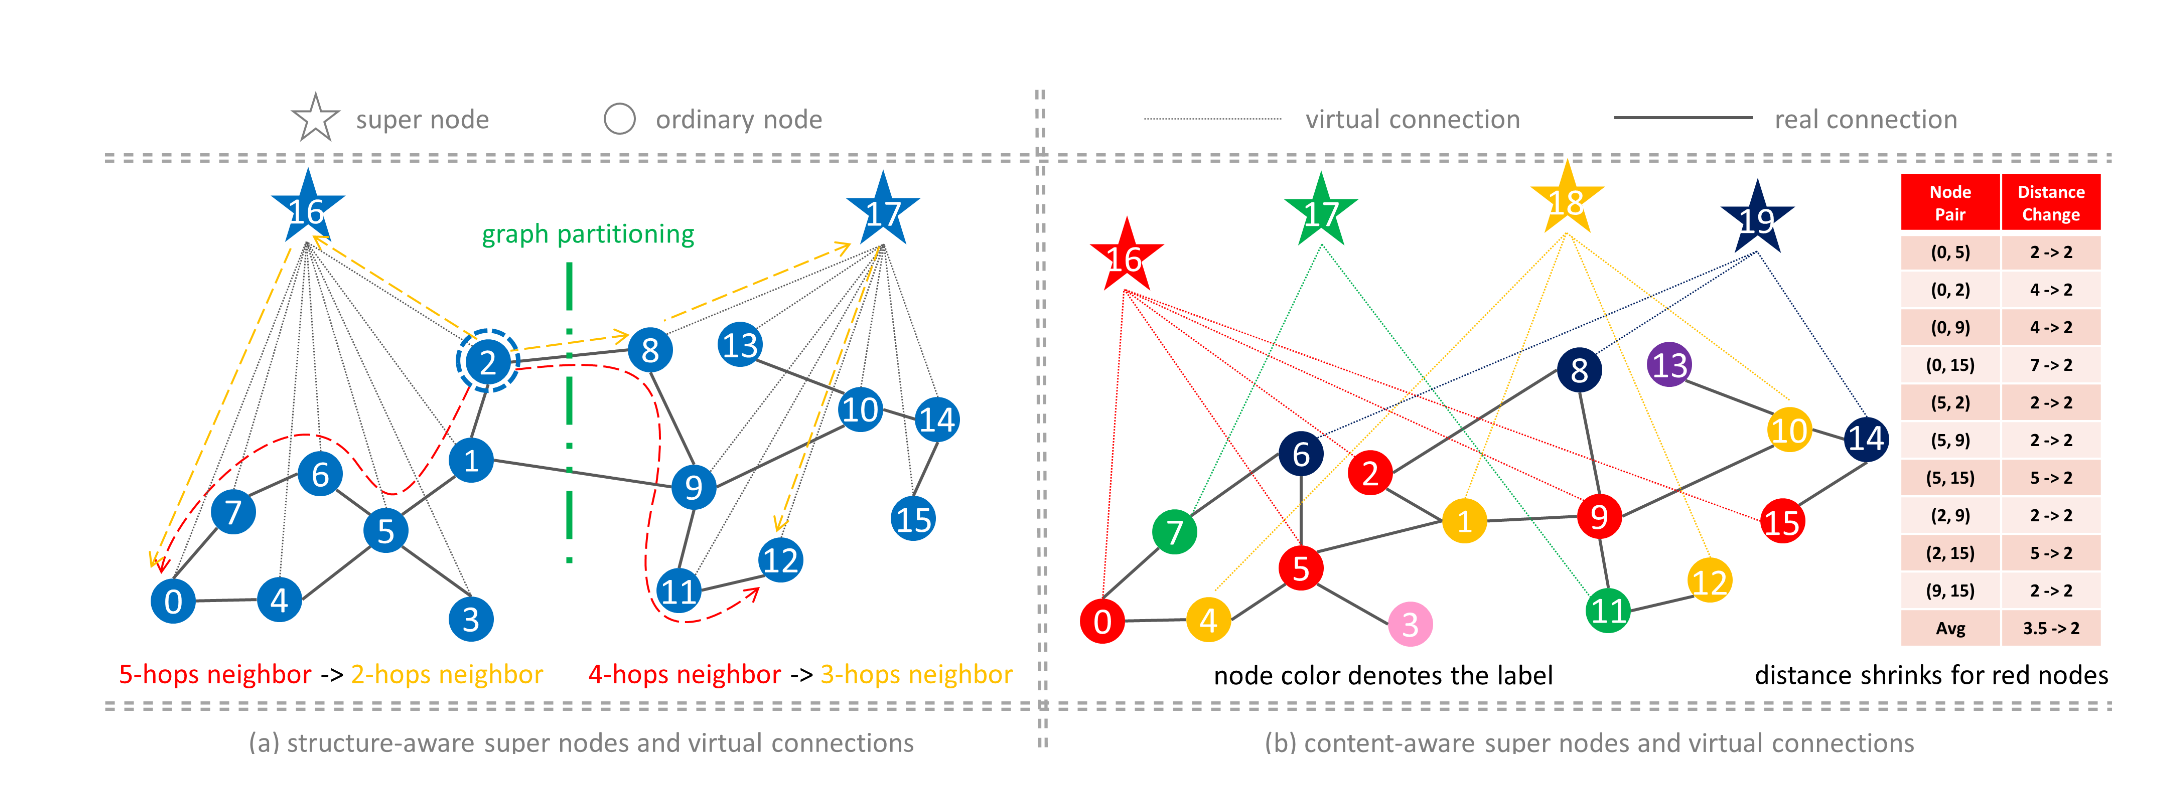 super node
ordinary node
virtual connection
real connection
16
17
graph partitioning
2
8
13
10
14
1
6
9
7
5
15
12
0
4
3
11
5-hops neighbor -> 2-hops neighbor
4-hops neighbor -> 3-hops neighbor
(a) structure-aware super nodes and virtual connections
16
17
18
19
8
13
10
14
6
2
1
9
15
7
5
12
0
4
3
11
node color denotes the label
Node Pair Distance Change
(0, 5) 2 -> 2
(0, 2) 4 -> 2
(0, 9) 4 -> 2
(0, 15) 7 -> 2
(5, 2) 2 -> 2
(5, 9) 2 -> 2
(5, 15) 5 -> 2
(2, 9) 2 -> 2
(2, 15) 5 -> 2
(9, 15) 2 -> 2
Avg 3.5 -> 2
distance shrinks for red nodes
(b) content-aware super nodes and virtual connections